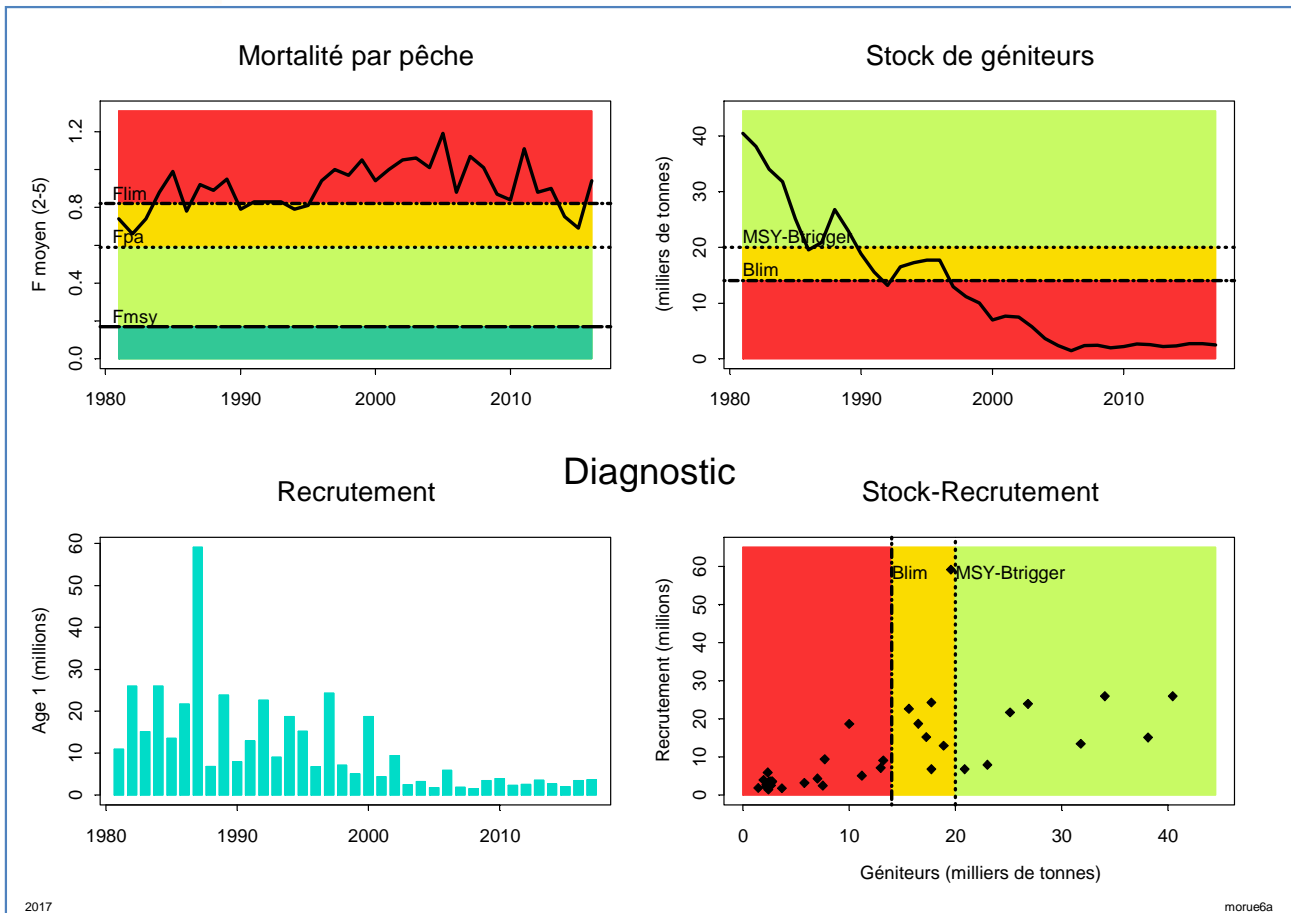 Mortalité par pêche
F moyen (2-5)
0.0 0.4 0.8 1.2
Flim
Fpa
Fmsy
1980 1990 2000 2010
Stock de géniteurs
(milliers de tonnes)
0 10 20 30 40
MSY-Btrigger
Blim
1980 1990 2000 2010
Diagnostic
Recrutement
Age 1 (millions)
0 10 20 30 40 50 60
1980 1990 2000 2010
Stock-Recrutement
Recrutement (millions)
0 10 20 30 40 50 60
Blim
MSY-Btrigger
0 10 20 30 40
Géniteurs (milliers de tonnes)
2017
morue6a